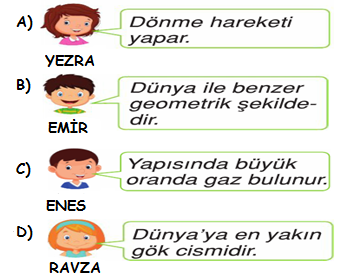 A) Dönme hareketi
yapar.
YEZRA
B) Dünya ile benzer
geometrik şekilde-
dir.
EMİR
C) Yapısında büyük
oranda gaz bulunur.
ENES
D) Dünya'ya en yakın
gök cismidir.
RAVZA